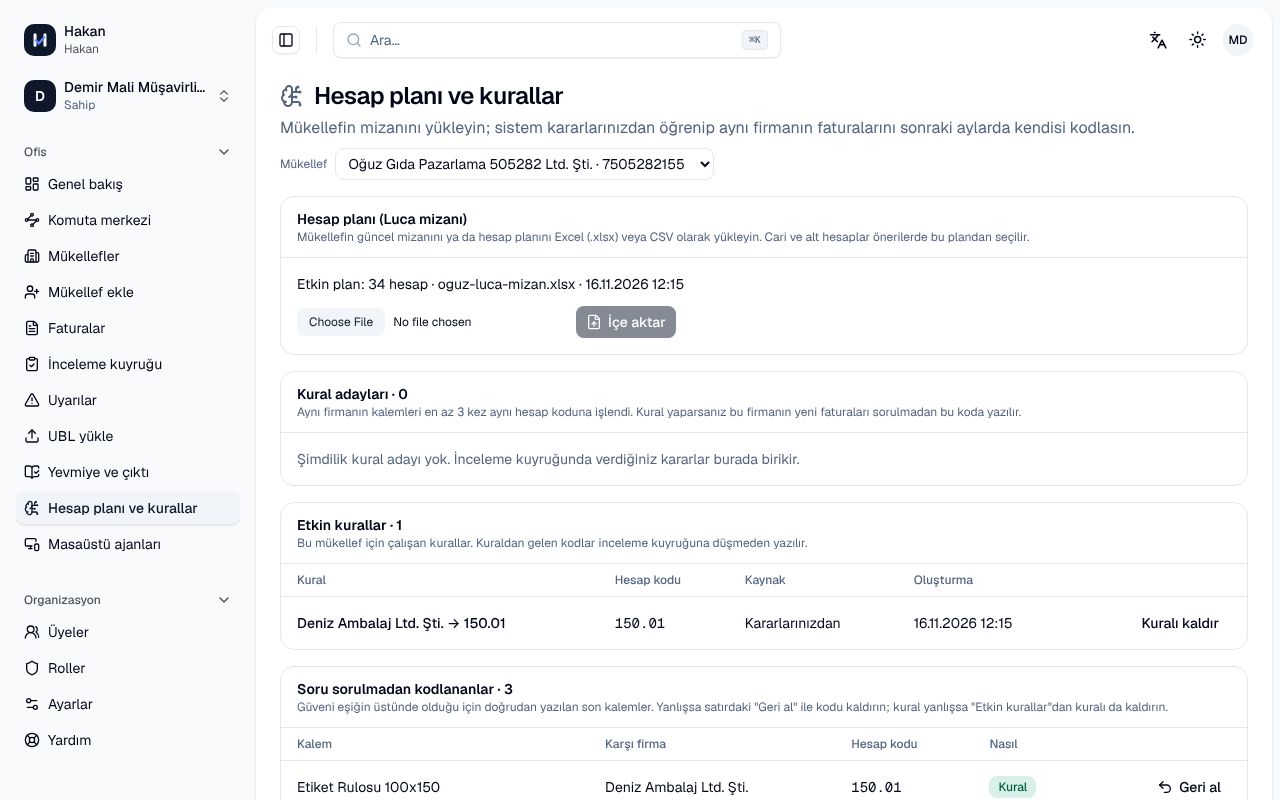 Hakan
Hakan
D
Demir Mali Müşavirli...
Sahip
Ofis
Genel bakış
Komuta merkezi
Mükellefler
Mükellef ekle
Faturalar
İnceleme kuyruğu
Uyarılar
UBL yükle
Yevmiye ve çıktı
Hesap planı ve kurallar
Masaüstü ajanları
Organizasyon
Üyeler
Roller
Ayarlar
Yardım
Ara... ⌘K
MD
Hesap planı ve kurallar
Mükellefin mizanını yükleyin; sistem kararlarınızdan öğrenip aynı firmanın faturalarını sonraki aylarda kendisi kodlasın.
Mükellef Oğuz Gıda Pazarlama 505282 Ltd. Şti. · 7505282155
Hesap planı (Luca mizanı)
Mükellefin güncel mizanını ya da hesap planını Excel (.xlsx) veya CSV olarak yükleyin. Cari ve alt hesaplar önerilerde bu plandan seçilir.
Etkin plan: 34 hesap · oguz-luca-mizan.xlsx · 16.11.2026 12:15
Choose File No file chosen İçe aktar
Kural adayları · 0
Aynı firmanın kalemleri en az 3 kez aynı hesap koduna işlendi. Kural yaparsanız bu firmanın yeni faturaları sorulmadan bu koda yazılır.
Şimdilik kural adayı yok. İnceleme kuyruğunda verdiğiniz kararlar burada birikir.
Etkin kurallar · 1
Bu mükellef için çalışan kurallar. Kuraldan gelen kodlar inceleme kuyruğuna düşmeden yazılır.
Kural Hesap kodu Kaynak Oluşturma
Deniz Ambalaj Ltd. Şti. → 150.01 150.01 Kararlarınızdan 16.11.2026 12:15 Kuralı kaldır
Soru sorulmadan kodlananlar · 3
Güveni eşiğin üstünde olduğu için doğrudan yazılan son kalemler. Yanlışsa satırdaki "Geri al" ile kodu kaldırın; kural yanlışsa "Etkin kurallar"dan kuralı da kaldırın.
Kalem Karşı firma Hesap kodu Nasıl
Etiket Rulosu 100x150 Deniz Ambalaj Ltd. Şti. 150.01 Kural Geri al